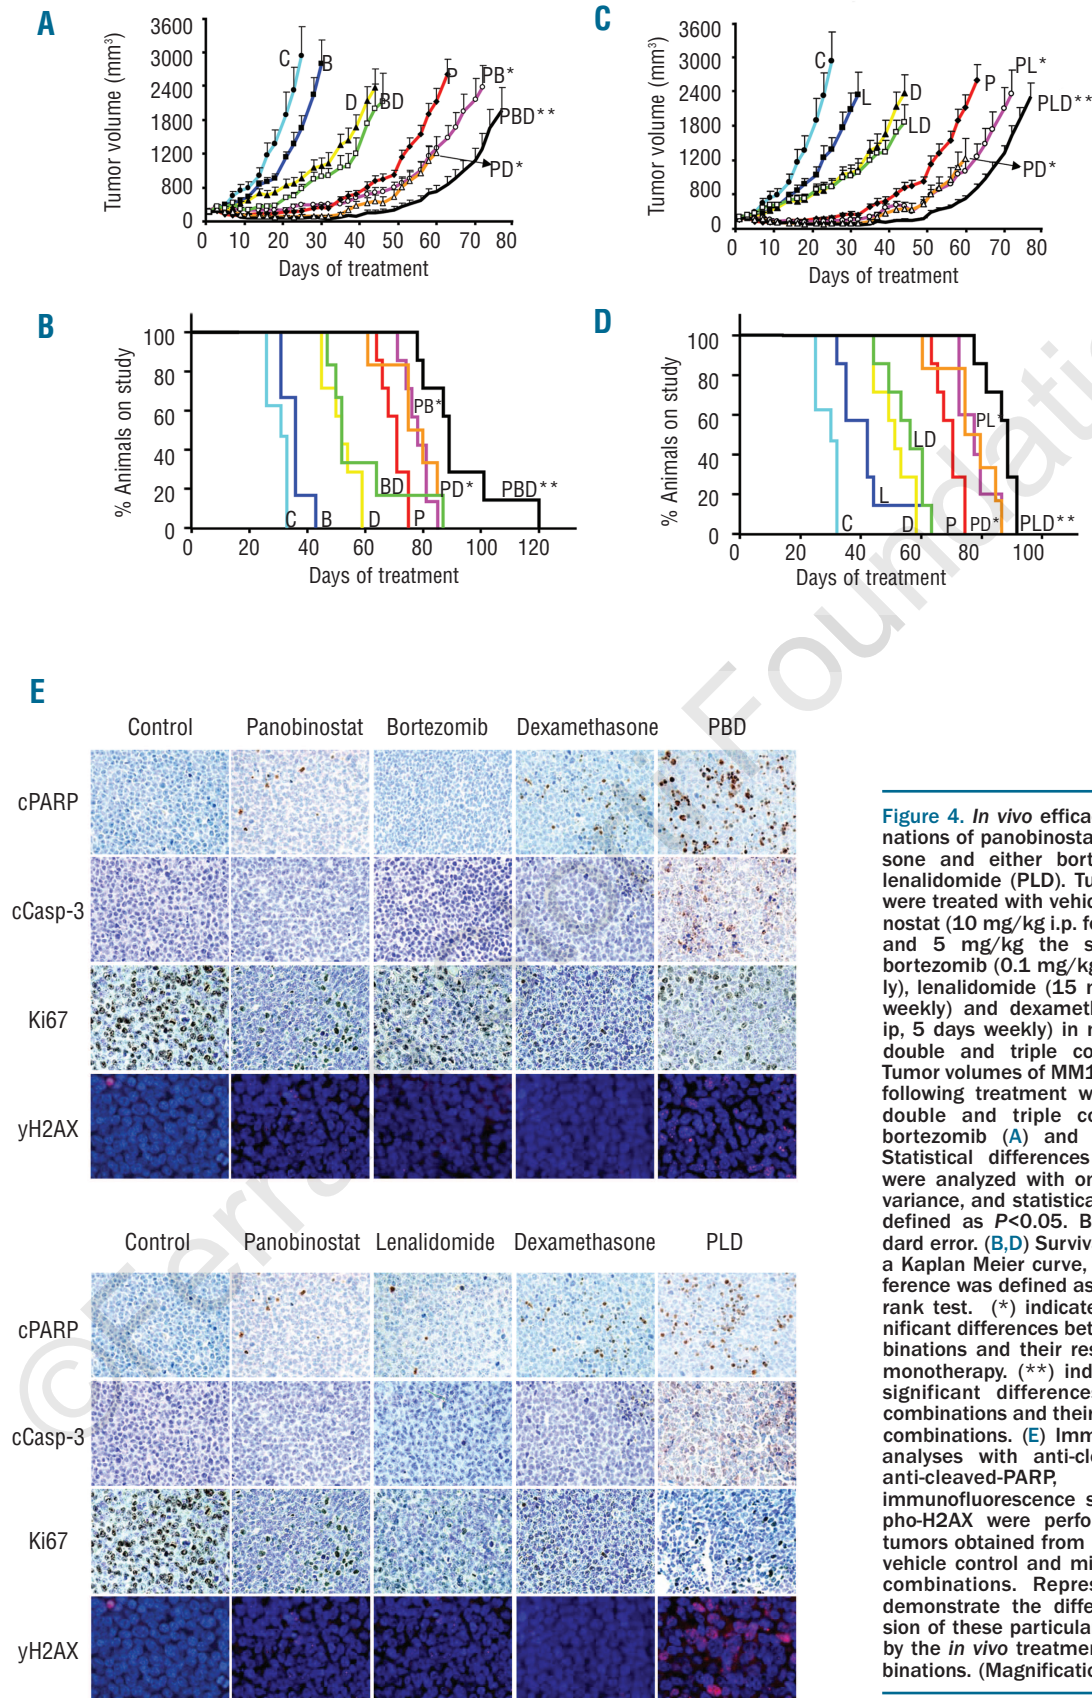 A
Tumor volume (mm³)
3600
3000
2400
1800
1200
800
0
C
B
D
BD
P
PB*
PBD**
PD*
0 10 20 30 40 50 60 70 80
Days of treatment
C
Tumor volume (mm³)
3600
3000
2400
1800
1200
800
0
C
L
D
LD
P
PL*
PLD**
PD*
0 10 20 30 40 50 60 70 80
Days of treatment
B
% Animals on study
100
80
60
40
20
0
C
B
D
BD
P
PB*
PD*
PBD**
0 20 40 60 80 100 120
Days of treatment
D
% Animals on study
100
80
60
40
20
0
C
L
D
LD
P
PL*
PD*
PLD**
0 20 40 60 80 100
Days of treatment
E
Control Panobinostat Bortezomib Dexamethasone PBD
cPARP
cCasp-3
Ki67
yH2AX
Control Panobinostat Lenalidomide Dexamethasone PLD
cPARP
cCasp-3
Ki67
yH2AX
Figure 4. In vivo effica
nations of panobinosta
sone and either bort
lenalidomide (PLD). Tu
were treated with vehic
nostat (10 mg/kg i.p. fo
and 5 mg/kg the s
bortezomib (0.1 mg/kg
ly), lenalidomide (15 m
weekly) and dexameth
ip, 5 days weekly) in m
double and triple co
Tumor volumes of MM1
following treatment w
double and triple co
bortezomib (A) and
Statistical differences
were analyzed with on
variance, and statistica
defined as P<0.05. B
dard error. (B,D) Surviv
a Kaplan Meier curve,
ference was defined as
rank test. (*) indicate
nificant differences bet
binations and their res
monotherapy. (**) ind
significant difference
combinations and their
combinations. (E) Imm
analyses with anti-cle
anti-cleaved-PARP,
immunofluorescence s
pho-H2AX were perfo
tumors obtained from
vehicle control and mi
combinations. Repres
demonstrate the diffe
sion of these particula
by the in vivo treatmen
binations. (Magnificatio